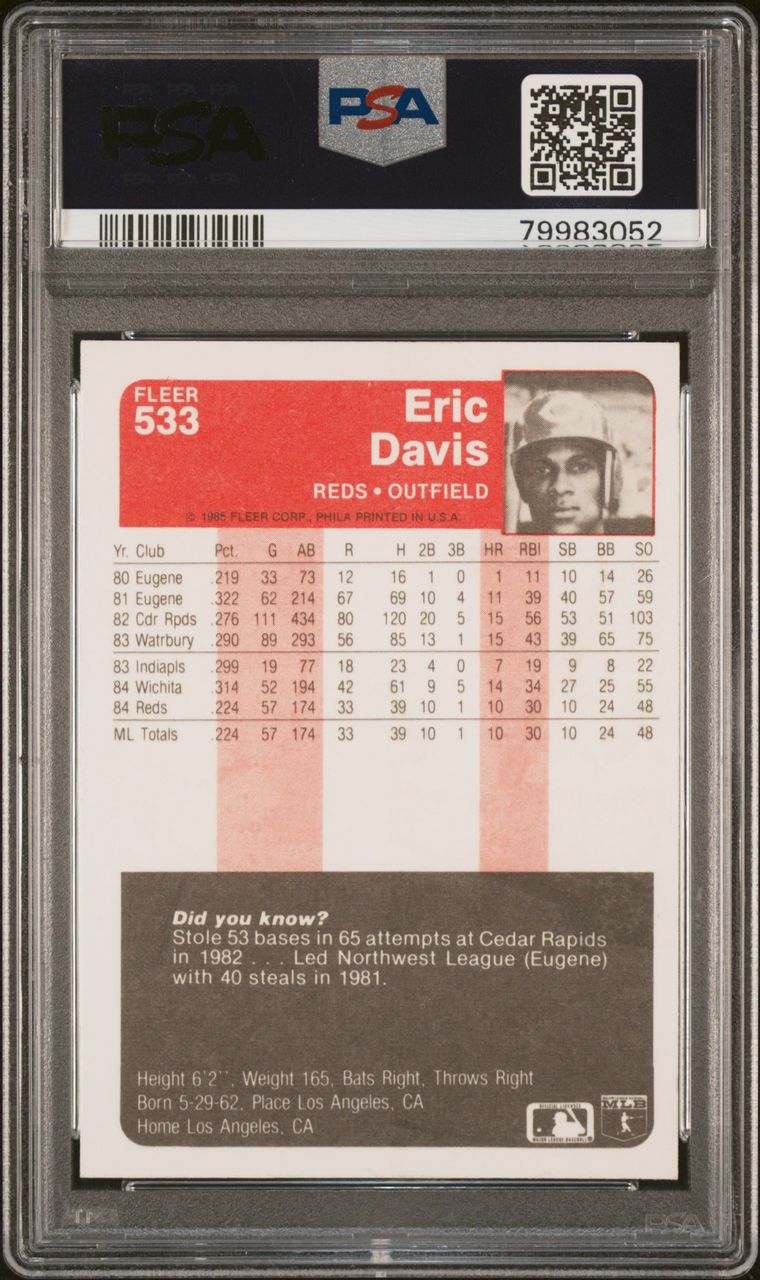 PSA
PSA
79983052
FLEER
533
Eric
Davis
REDS • OUTFIELD
© 1985 FLEER CORP., PHILA PRINTED IN U.S.A.
Yr. Club Pct. G AB R H 2B 3B HR RBI SB BB SO
80 Eugene .219 33 73 12 16 1 0 1 11 10 14 26
81 Eugene .322 62 214 67 69 10 4 11 39 40 57 59
82 Cdr Rpds .276 111 434 80 120 20 5 15 56 53 51 103
83 Watrbury .290 89 293 56 85 13 1 15 43 39 65 75
83 Indiapls .299 19 77 18 23 4 0 7 19 9 8 22
84 Wichita .314 52 194 42 61 9 5 14 34 27 25 55
84 Reds .224 57 174 33 39 10 1 10 30 10 24 48
ML Totals .224 57 174 33 39 10 1 10 30 10 24 48
Did you know?
Stole 53 bases in 65 attempts at Cedar Rapids
in 1982 . . . Led Northwest League (Eugene)
with 40 steals in 1981.
Height 6'2'', Weight 165, Bats Right, Throws Right
Born 5-29-62, Place Los Angeles, CA
Home Los Angeles, CA
OFFICIAL LICENSEE
MAJOR LEAGUE BASEBALL
MLB
PSA